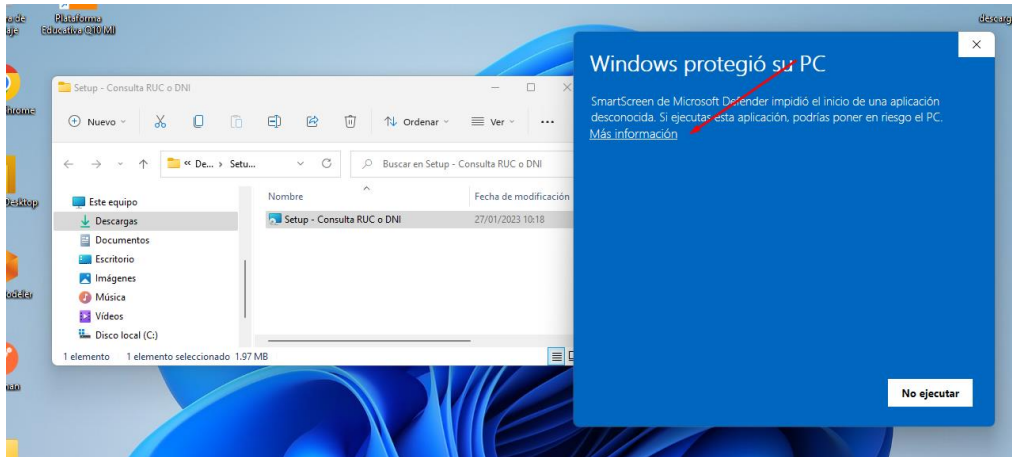 Plataforma
Educativa Q10 (MI)
descarg
Setup - Consulta RUC o DNI
Nuevo
Ordenar
Ver
« De... › Setu...
Buscar en Setup - Consulta RUC o DNI
Nombre
Fecha de modificación
Este equipo
Descargas
Documentos
Escritorio
Imágenes
Música
Vídeos
Disco local (C:)
Setup - Consulta RUC o DNI
27/01/2023 10:18
1 elemento
1 elemento seleccionado 1.97 MB
Windows protegió su PC
SmartScreen de Microsoft Defender impidió el inicio de una aplicación
desconocida. Si ejecutas esta aplicación, podrías poner en riesgo el PC.
Más información
No ejecutar